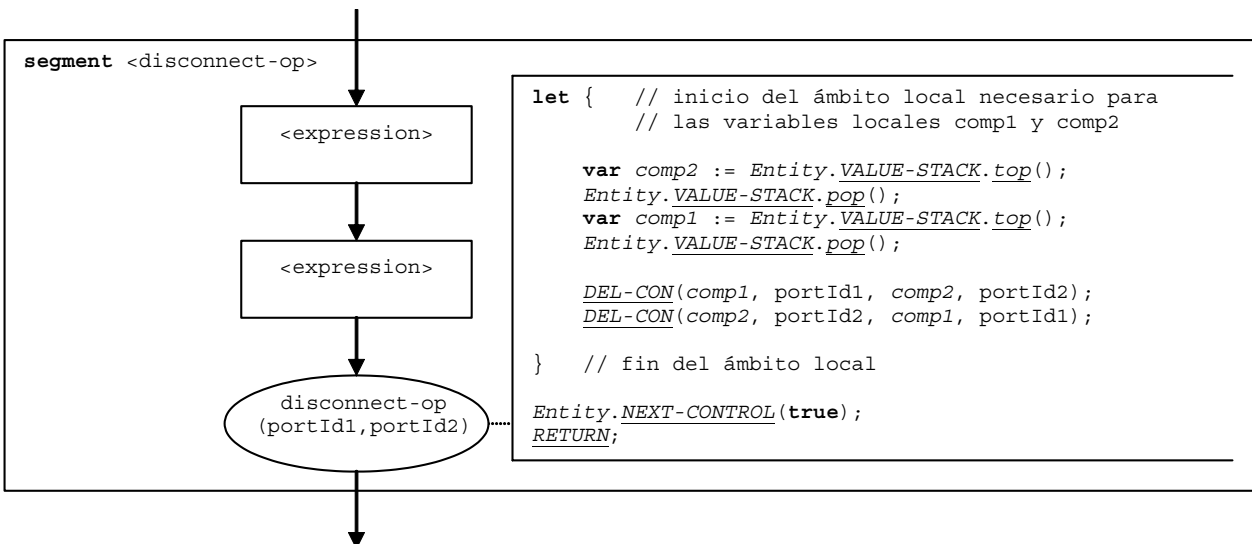 segment <disconnect-op>
<expression>
<expression>
disconnect-op
(portId1,portId2)
let {   // inicio del ámbito local necesario para
// las variables locales comp1 y comp2
var comp2 := Entity.VALUE-STACK.top();
Entity.VALUE-STACK.pop();
var comp1 := Entity.VALUE-STACK.top();
Entity.VALUE-STACK.pop();
DEL-CON(comp1, portId1, comp2, portId2);
DEL-CON(comp2, portId2, comp1, portId1);
}   // fin del ámbito local
Entity.NEXT-CONTROL(true);
RETURN;